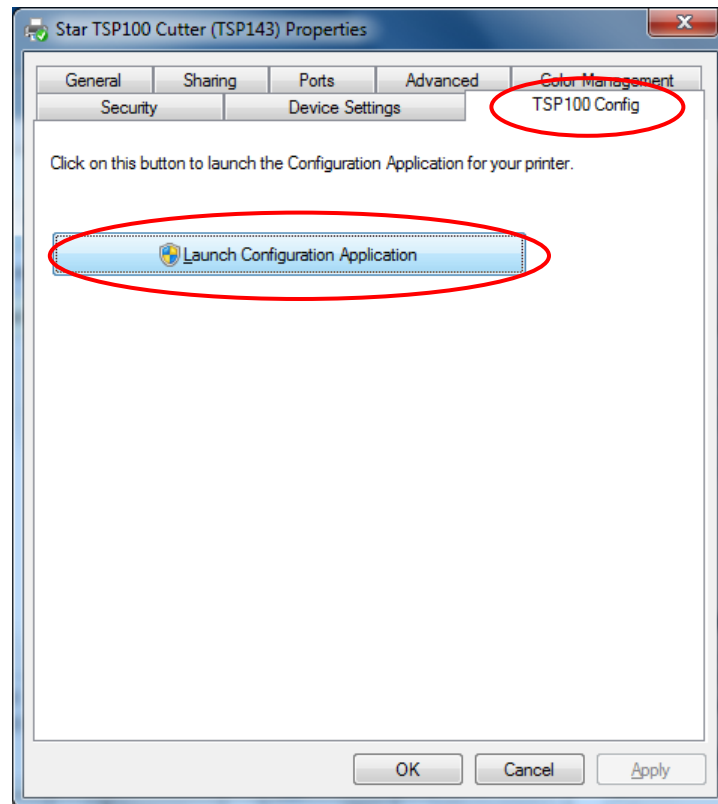 Star TSP100 Cutter (TSP143) Properties
General Sharing Ports Advanced Color Management
Security Device Settings TSP100 Config
Click on this button to launch the Configuration Application for your printer.
Launch Configuration Application
OK Cancel Apply